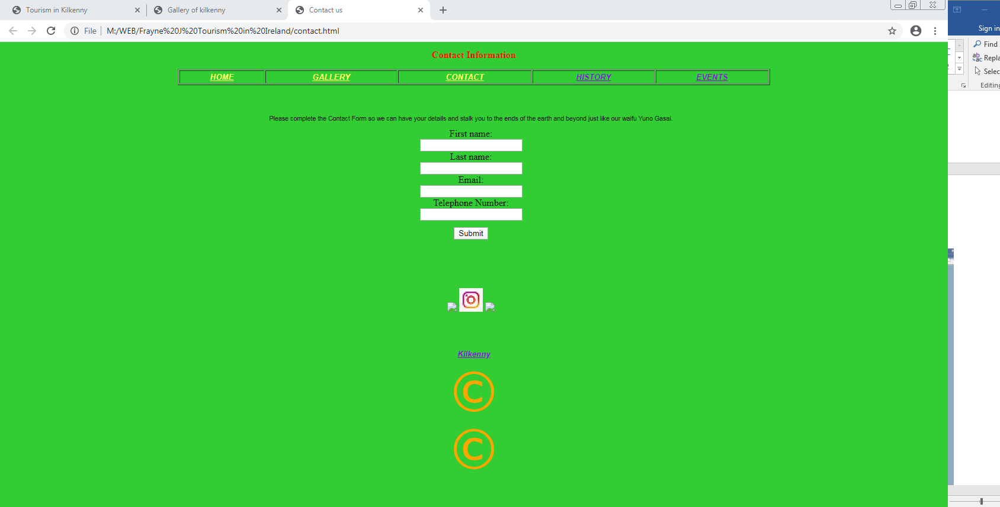 Tourism in Kilkenny
Gallery of kilkenny
Contact us
File
M:/WEB/Frayne%20J%20Tourism%20in%20Ireland/contact.html
Sign in
Find
Repla
Selec
Editing
Contact Information
HOME GALLERY CONTACT HISTORY EVENTS
Please complete the Contact Form so we can have your details and stalk you to the ends of the earth and beyond just like our waifu Yuno Gasai.
First name:
Last name:
Email:
Telephone Number:
Submit
Kilkenny
©
©